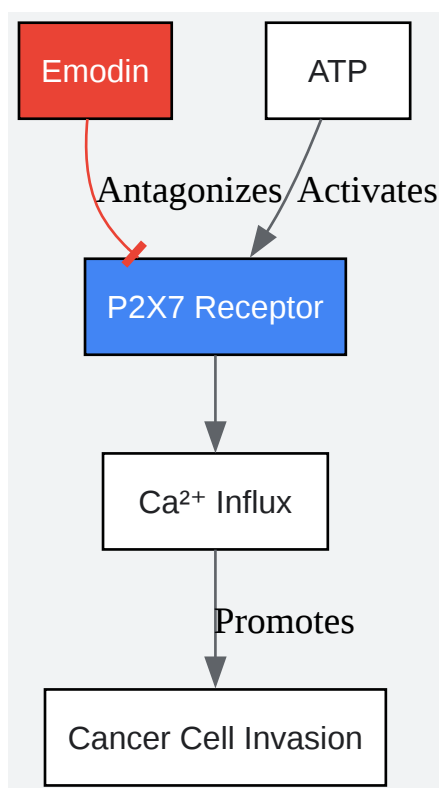 Emodin
ATP
Antagonizes
Activates
P2X7 Receptor
Ca²⁺ Influx
Promotes
Cancer Cell Invasion